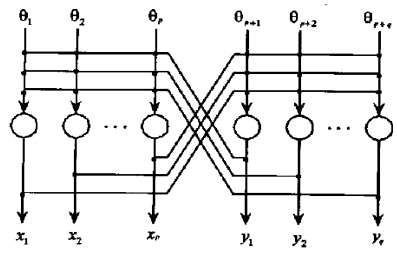 θ₁ θ₂ θₚ θₚ₊₁ θₚ₊₂ θₚ₊q
... ...
x₁ x₂ xₚ y₁ y₂ yq